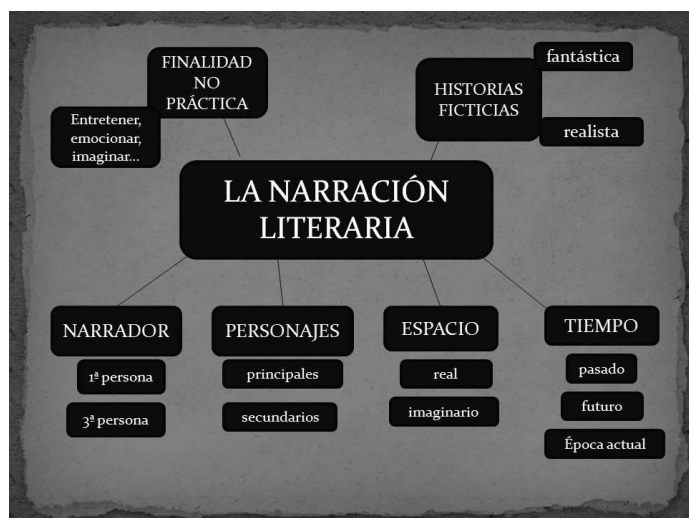 FINALIDAD
NO
PRÁCTICA
Entretener,
emocionar,
imaginar...
HISTORIAS
FICTICIAS
fantástica
realista
LA NARRACIÓN
LITERARIA
NARRADOR
1ª persona
3ª persona
PERSONAJES
principales
secundarios
ESPACIO
real
imaginario
TIEMPO
pasado
futuro
Época actual